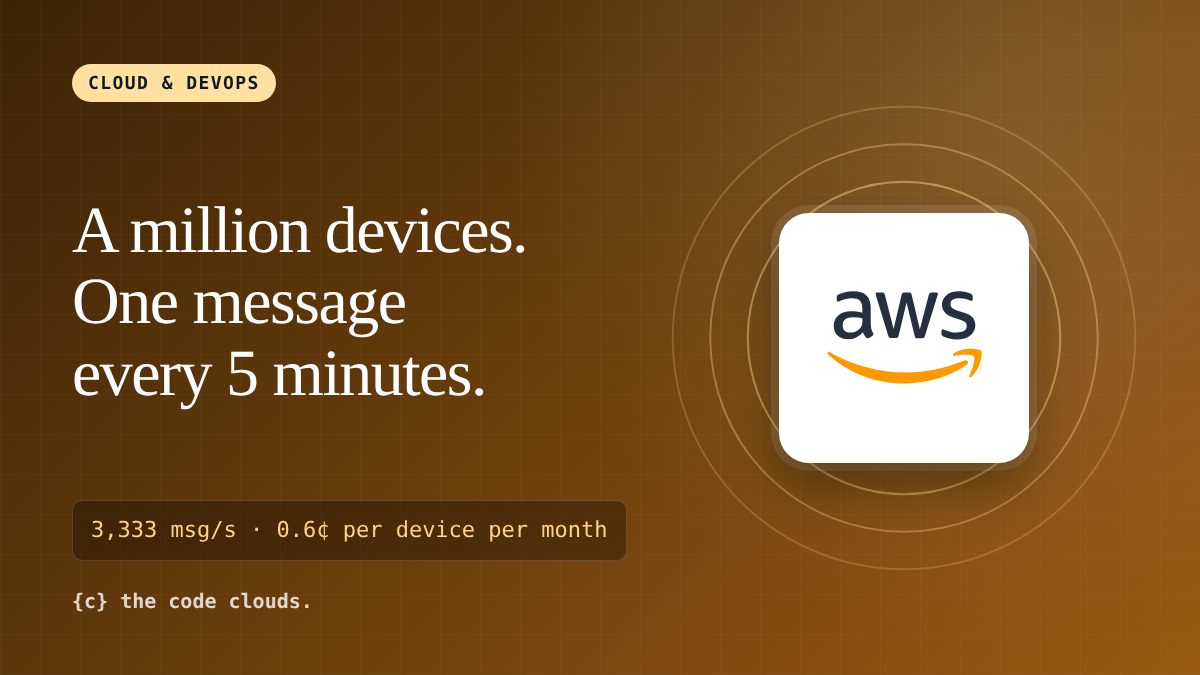 CLOUD & DEVOPS
A million devices.
One message
every 5 minutes.
aws
3,333 msg/s · 0.6¢ per device per month
{c} the code clouds.